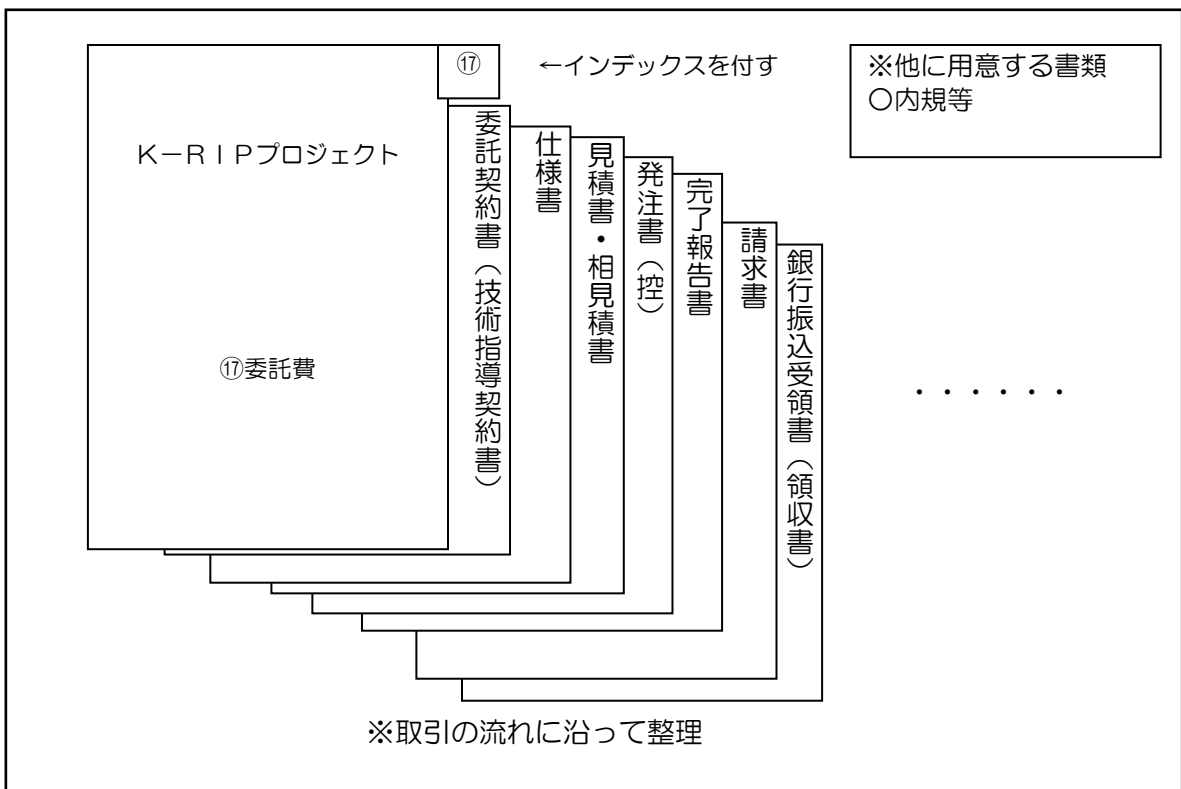 ⑰
←インデックスを付す
※他に用意する書類
○内規等
K－RIPプロジェクト
⑰委託費
委託契約書（技術指導契約書）
仕様書
見積書・相見積書
発注書（控）
完了報告書
請求書
銀行振込受領書（領収書）
・・・・・・
※取引の流れに沿って整理